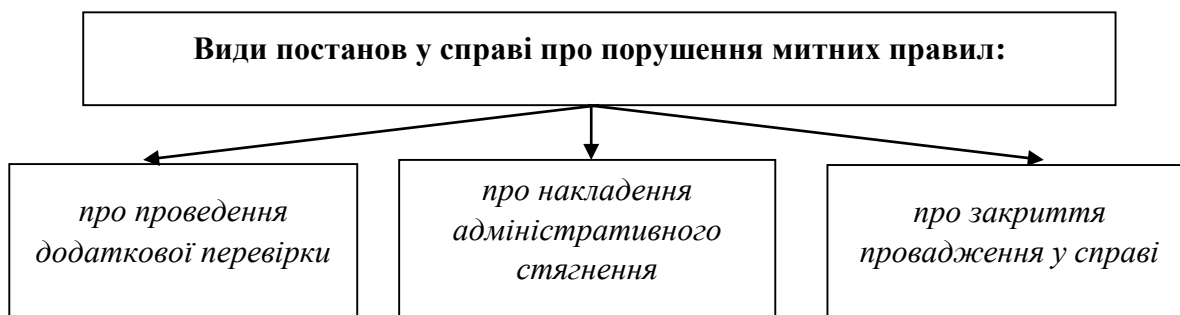 Види постанов у справі про порушення митних правил:
про проведення
додаткової перевірки
про накладення
адміністративного
стягнення
про закриття
провадження у справі